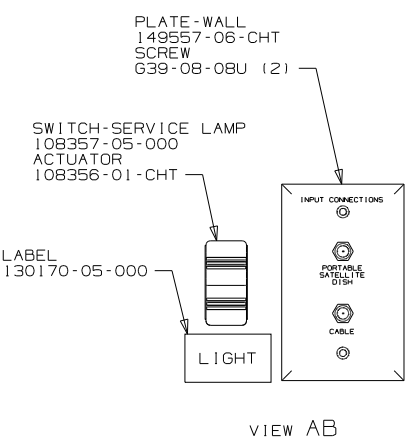 PLATE-WALL
149557-06-CHT
SCREW
G39-08-08U (2)
SWITCH-SERVICE LAMP
108357-05-000
ACTUATOR
108356-01-CHT
LABEL
130170-05-000
LIGHT
INPUT CONNECTIONS
PORTABLE
SATELLITE
DISH
CABLE
VIEW AB